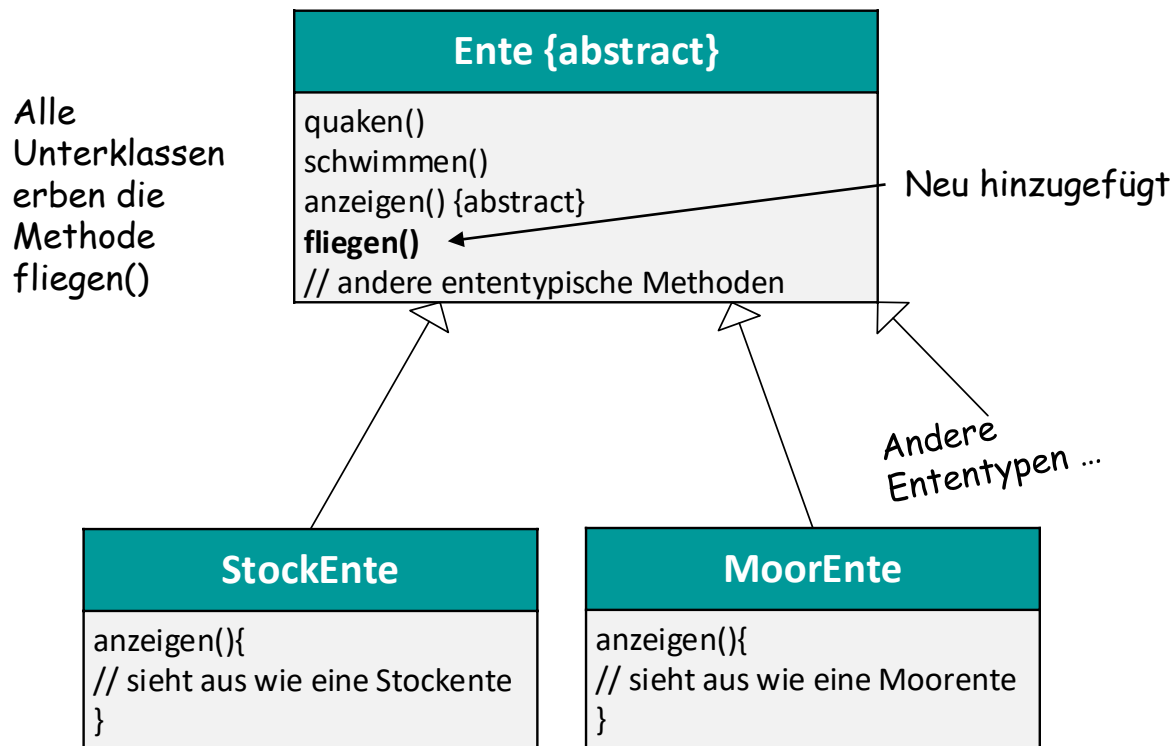 Ente {abstract}
Alle
Unterklassen
erben die
Methode
fliegen()
quaken()
schwimmen()
anzeigen() {abstract}
fliegen()
// andere ententypische Methoden
Neu hinzugefügt
Andere
Ententypen …
StockEnte
anzeigen(){
// sieht aus wie eine Stockente
}
MoorEnte
anzeigen(){
// sieht aus wie eine Moorente
}